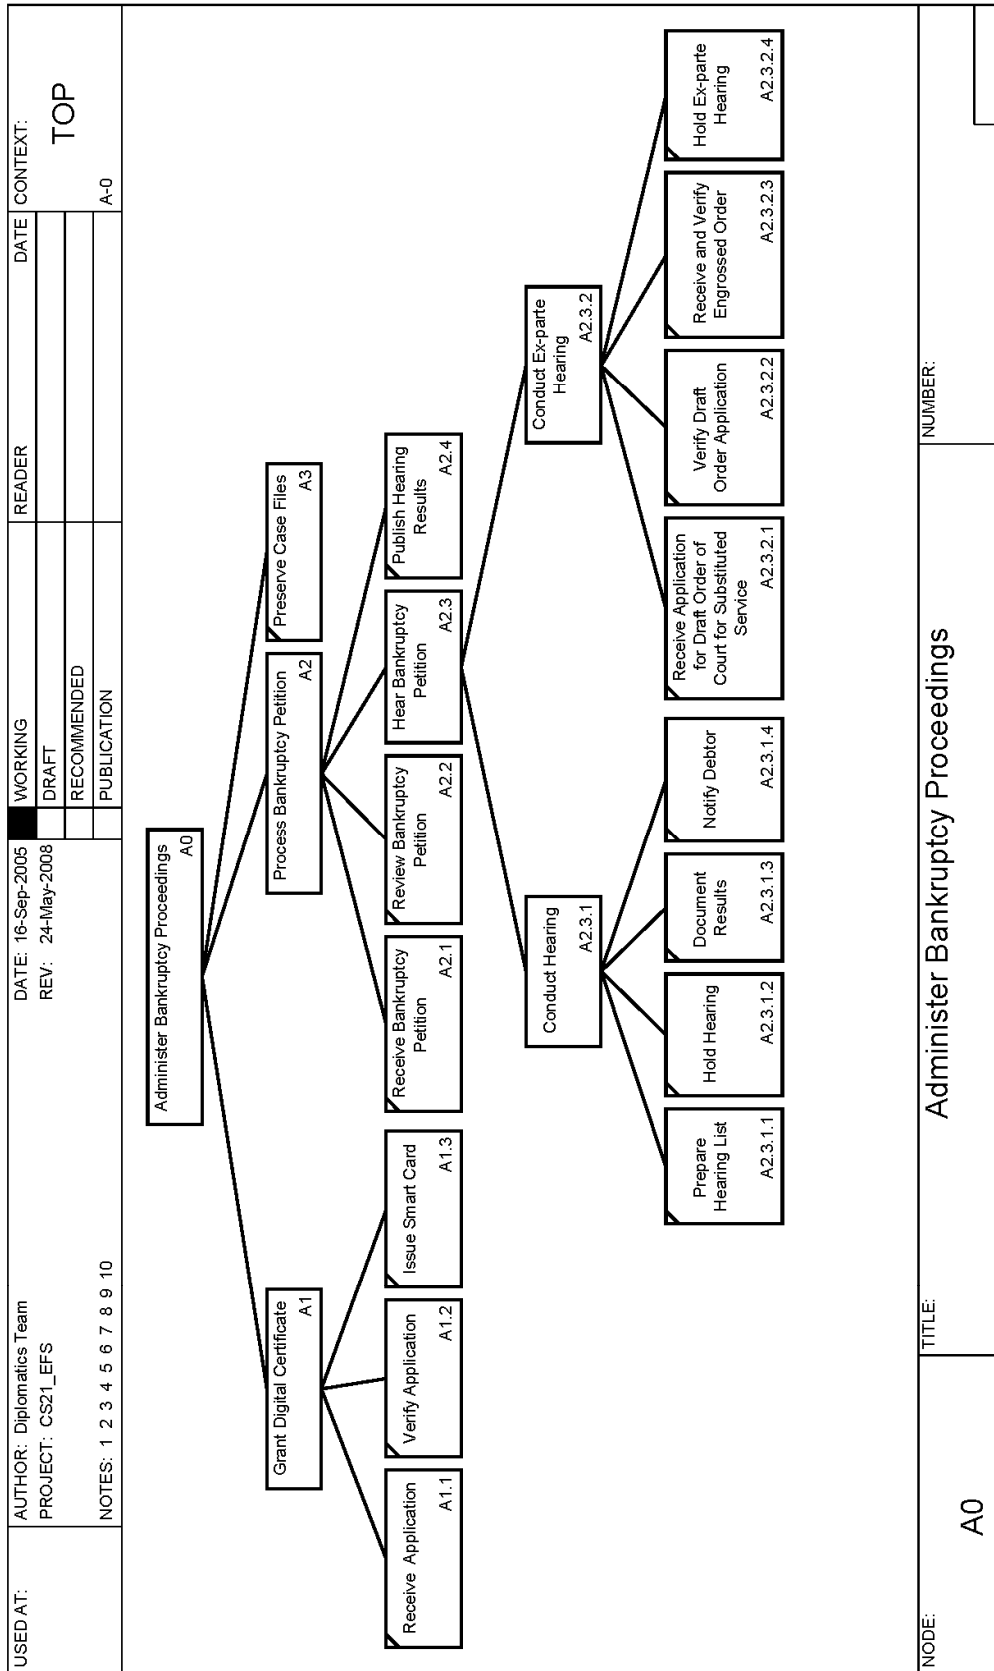 USED AT:
AUTHOR: Diplomatics Team
PROJECT: CS21_EFS
NOTES: 1 2 3 4 5 6 7 8 9 10
DATE: 16-Sep-2005
REV: 24-May-2008
WORKING
DRAFT
RECOMMENDED
PUBLICATION
READER
DATE
CONTEXT:
TOP
A-0
Administer Bankruptcy Proceedings
A0
Grant Digital Certificate
A1
Process Bankruptcy Petition
A2
Preserve Case Files
A3
Receive Application
A1.1
Verify Application
A1.2
Issue Smart Card
A1.3
Receive Bankruptcy
Petition
A2.1
Review Bankruptcy
Petition
A2.2
Hear Bankruptcy
Petition
A2.3
Publish Hearing
Results
A2.4
Conduct Hearing
A2.3.1
Conduct Ex-parte
Hearing
A2.3.2
Prepare
Hearing List
A2.3.1.1
Hold Hearing
A2.3.1.2
Document
Results
A2.3.1.3
Notify Debtor
A2.3.1.4
Receive Application
for Draft Order of
Court for Substituted
Service
A2.3.2.1
Verify Draft
Order Application
A2.3.2.2
Receive and Verify
Engrossed Order
A2.3.2.3
Hold Ex-parte
Hearing
A2.3.2.4
NODE:
A0
TITLE:
Administer Bankruptcy Proceedings
NUMBER: